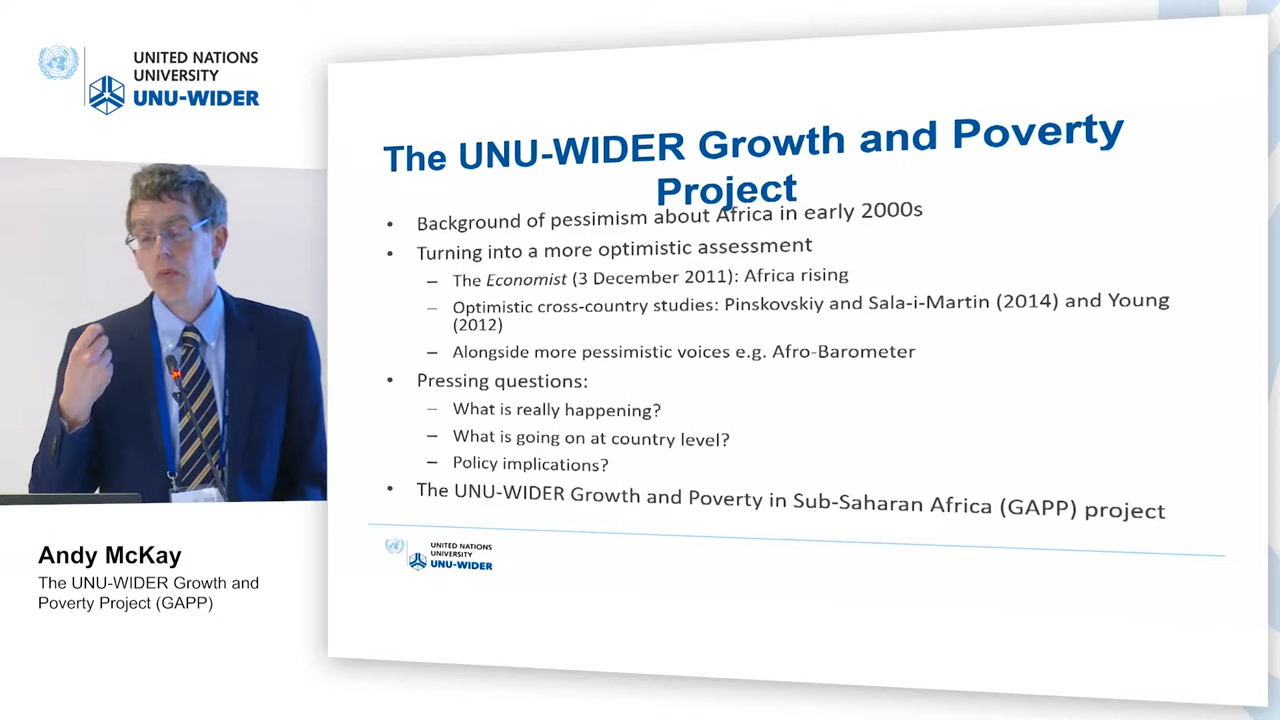 UNITED NATIONS
UNIVERSITY
UNU-WIDER
The UNU-WIDER Growth and Poverty
Project
• Background of pessimism about Africa in early 2000s
• Turning into a more optimistic assessment
– The Economist (3 December 2011): Africa rising
– Optimistic cross-country studies: Pinskovskiy and Sala-i-Martin (2014) and Young
(2012)
– Alongside more pessimistic voices e.g. Afro-Barometer
• Pressing questions:
– What is really happening?
– What is going on at country level?
– Policy implications?
• The UNU-WIDER Growth and Poverty in Sub-Saharan Africa (GAPP) project
UNITED NATIONS
UNIVERSITY
UNU-WIDER
Andy McKay
The UNU-WIDER Growth and
Poverty Project (GAPP)